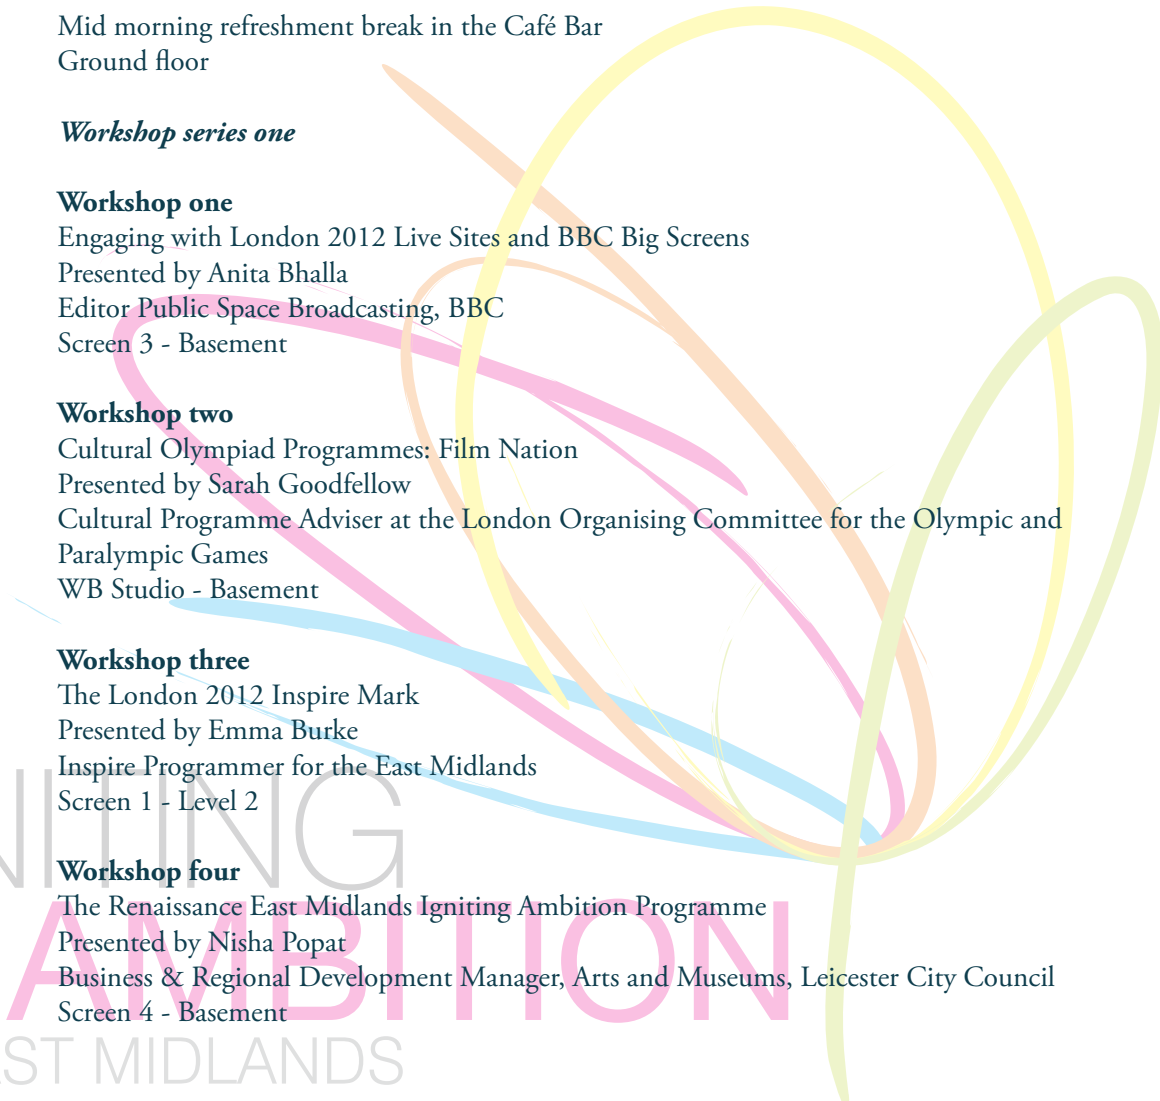 Mid morning refreshment break in the Café Bar
Ground floor
Workshop series one
Workshop one
Engaging with London 2012 Live Sites and BBC Big Screens
Presented by Anita Bhalla
Editor Public Space Broadcasting, BBC
Screen 3 - Basement
Workshop two
Cultural Olympiad Programmes: Film Nation
Presented by Sarah Goodfellow
Cultural Programme Adviser at the London Organising Committee for the Olympic and
Paralympic Games
WB Studio - Basement
Workshop three
The London 2012 Inspire Mark
Presented by Emma Burke
Inspire Programmer for the East Midlands
Screen 1 - Level 2
Workshop four
The Renaissance East Midlands Igniting Ambition Programme
Presented by Nisha Popat
Business & Regional Development Manager, Arts and Museums, Leicester City Council
Screen 4 - Basement
NITING
AMBITION
AST MIDLANDS